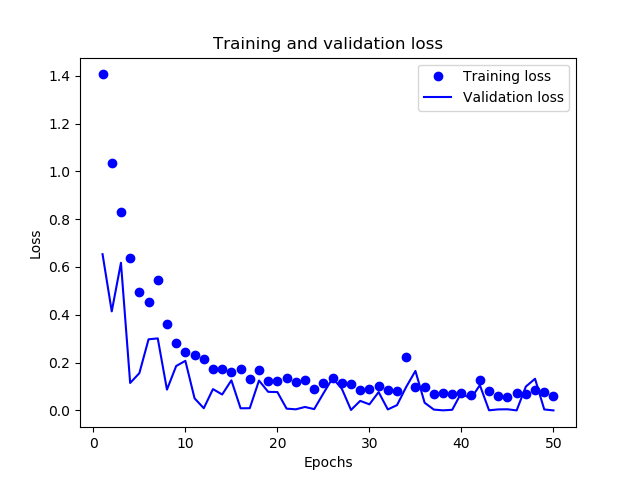 Training and validation loss
Training loss
Validation loss
Loss
1.4
1.2
1.0
0.8
0.6
0.4
0.2
0.0
0 10 20 30 40 50
Epochs